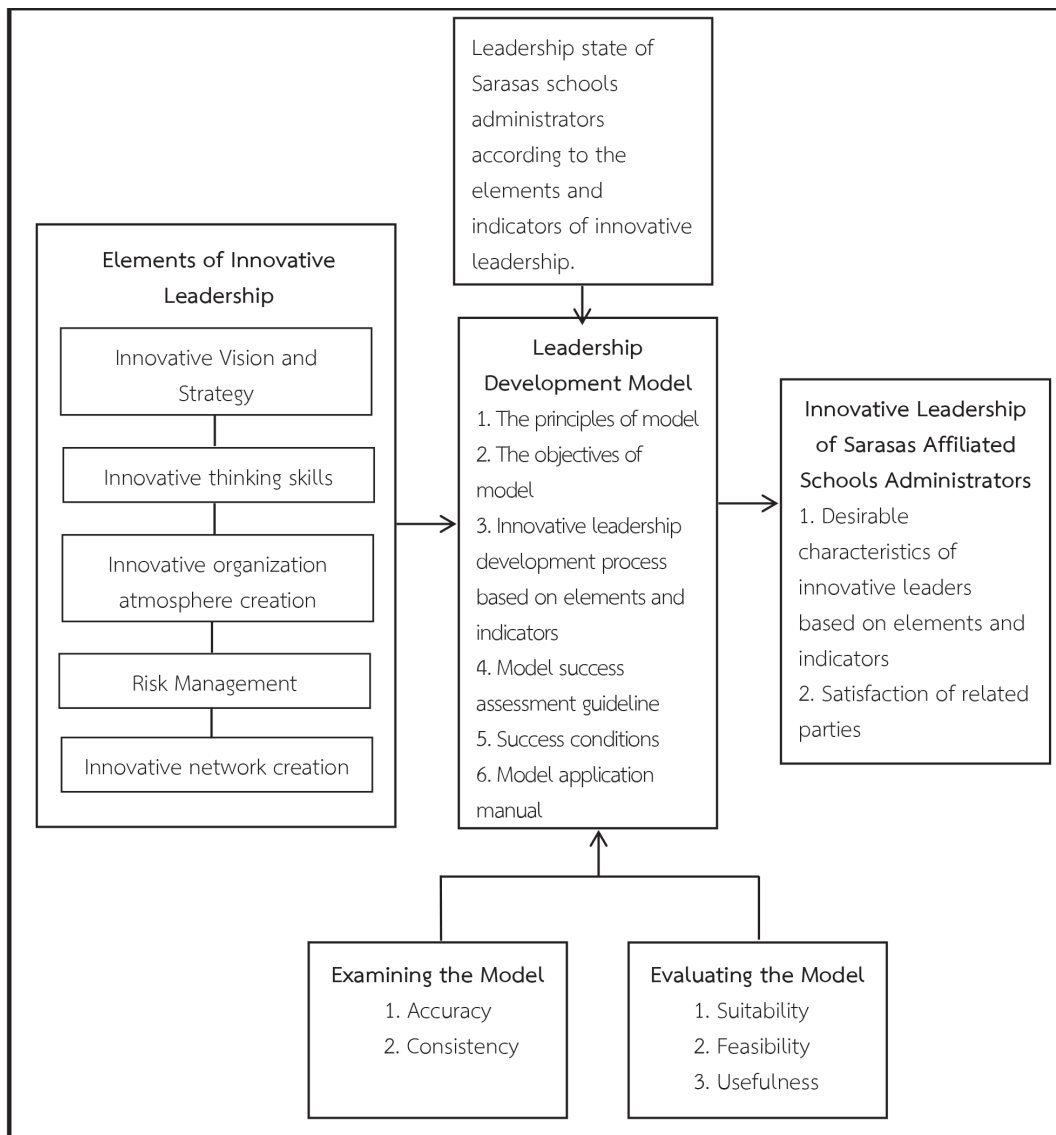 Leadership state of
Sarasas schools
administrators
according to the
elements and
indicators of innovative
leadership.
Elements of Innovative
Leadership
Innovative Vision and
Strategy
Innovative thinking skills
Innovative organization
atmosphere creation
Risk Management
Innovative network creation
Leadership
Development Model
1. The principles of model
2. The objectives of
model
3. Innovative leadership
development process
based on elements and
indicators
4. Model success
assessment guideline
5. Success conditions
6. Model application
manual
Innovative Leadership
of Sarasas Affiliated
Schools Administrators
1. Desirable
characteristics of
innovative leaders
based on elements and
indicators
2. Satisfaction of related
parties
Examining the Model
1. Accuracy
2. Consistency
Evaluating the Model
1. Suitability
2. Feasibility
3. Usefulness